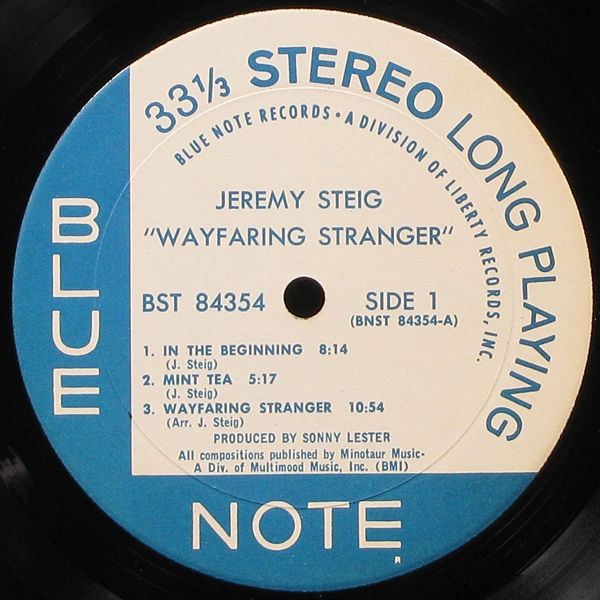 33⅓ STEREO LONG PLAYING
BLUE NOTE RECORDS • A DIVISION OF LIBERTY RECORDS, INC.
JEREMY STEIG
"WAYFARING STRANGER"
BST 84354 SIDE 1
(BNST 84354-A)
1. IN THE BEGINNING 8:14
(J. Steig)
2. MINT TEA 5:17
(J. Steig)
3. WAYFARING STRANGER 10:54
(Arr. J. Steig)
PRODUCED BY SONNY LESTER
All compositions published by Minotaur Music-
A Div. of Multimood Music, Inc. (BMI)
BLUE
NOTE
R